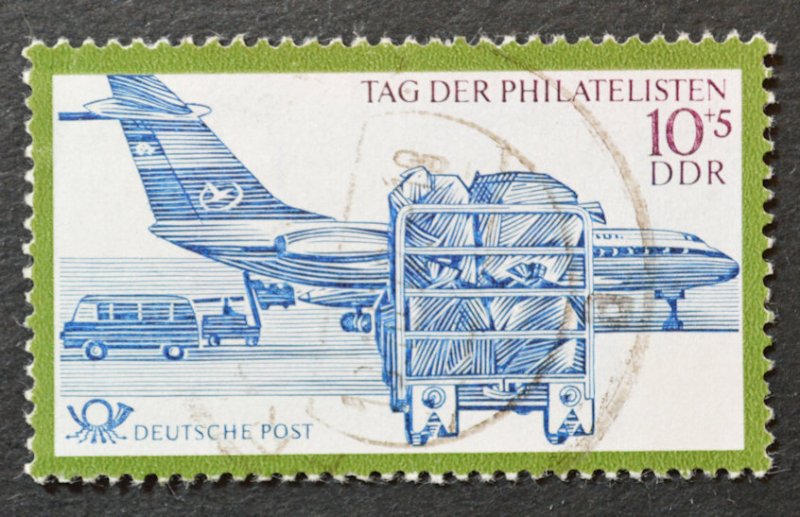 TAG DER PHILATELISTEN
10+5
DDR
DEUTSCHE POST